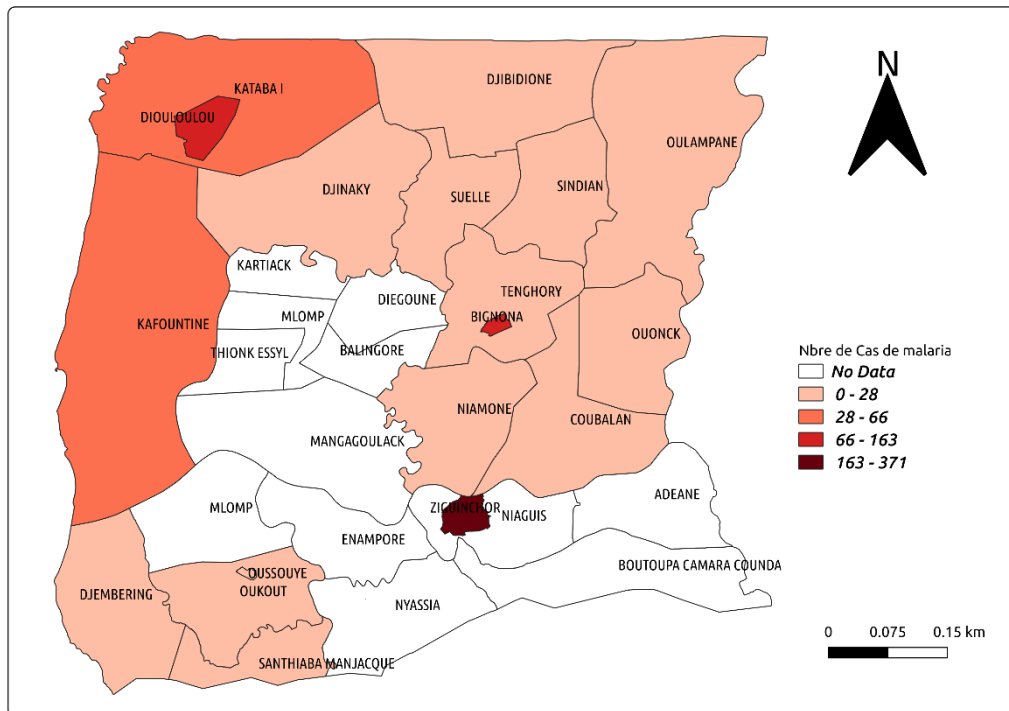 N
DJIBIDIONE
KATABA I
DIOULOULOU
OULAMPANE
DJINAKY
SUELLE
SINDIAN
KARTIACK
DIEGOUNE
TENGHORY
MLOMP
BIGNONA
KAFOUNTINE
THIONK ESSYL
BALINGORE
OUONCK
NIAMONE
COUBALAN
MANGAGOULACK
Nbre de Cas de malaria
No Data
0 - 28
28 - 66
66 - 163
163 - 371
ADEANE
MLOMP
ZIGUINCHOR
NIAGUIS
ENAMPORE
BOUTOUPA CAMARA COUNDA
OUSSOUYE
OUKOUT
DJEMBERING
NYASSIA
SANTHIABA MANJACQUE
0 0.075 0.15 km